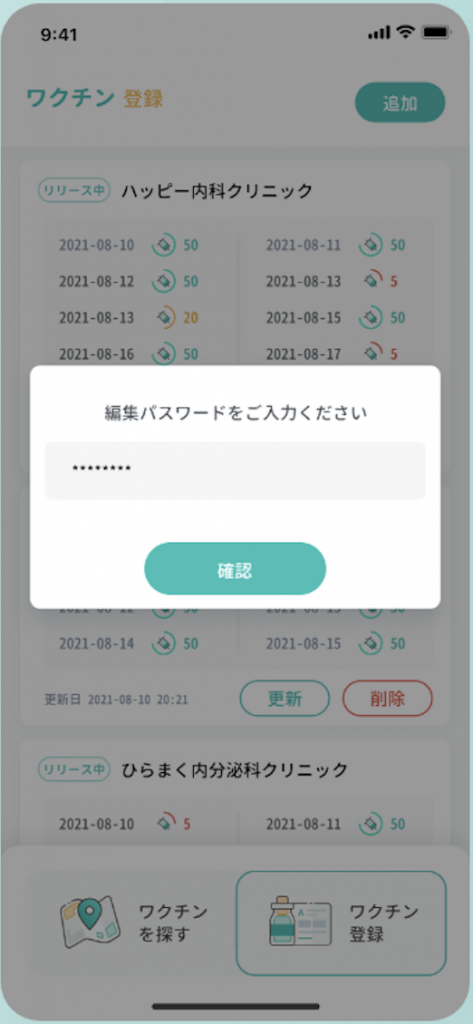 9:41
ワクチン 登録
追加
リリース中 ハッピー内科クリニック
2021-08-10 50 2021-08-11 50
2021-08-12 50 2021-08-13 5
2021-08-13 20 2021-08-15 50
2021-08-16 50 2021-08-17 5
編集パスワードをご入力ください
********
確認
2021-08-14 50 2021-08-15 50
更新日 2021-08-10 20:21 更新 削除
リリース中 ひらまく内分泌科クリニック
2021-08-10 5 2021-08-11 50
ワクチン
を探す
ワクチン
登録